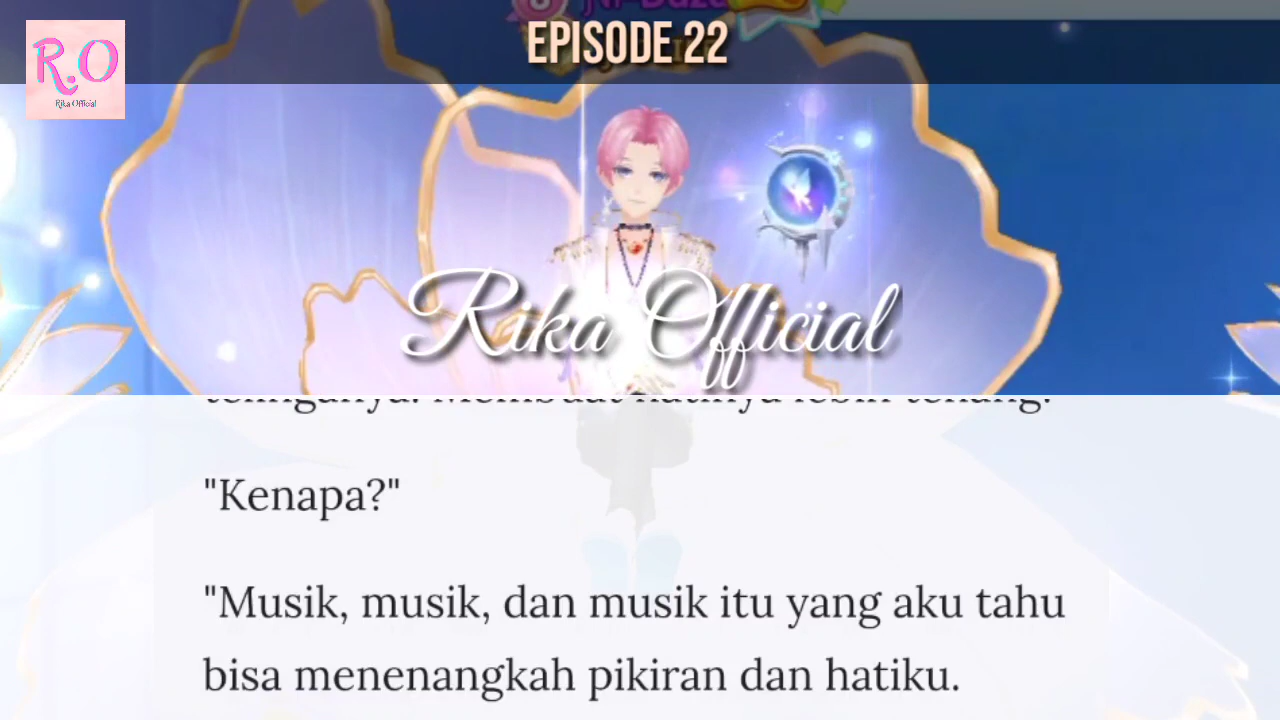 EPISODE 22
R.O
Rika Official
Rika Official
"Kenapa?"
"Musik, musik, dan musik itu yang aku tahu
bisa menenangkah pikiran dan hatiku.